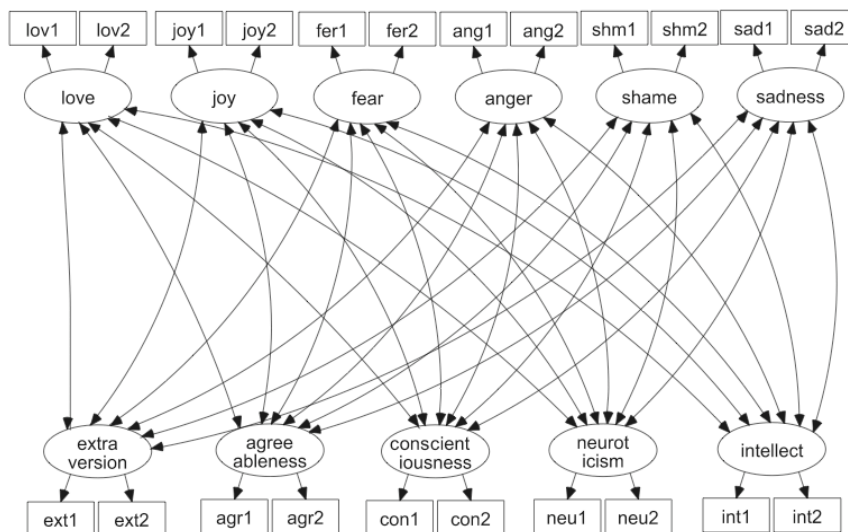 lov1 lov2 joy1 joy2 fer1 fer2 ang1 ang2 shm1 shm2 sad1 sad2
love joy fear anger shame sadness
extra
version
agree
ableness
conscient
iousness
neurot
icism
intellect
ext1 ext2 agr1 agr2 con1 con2 neu1 neu2 int1 int2